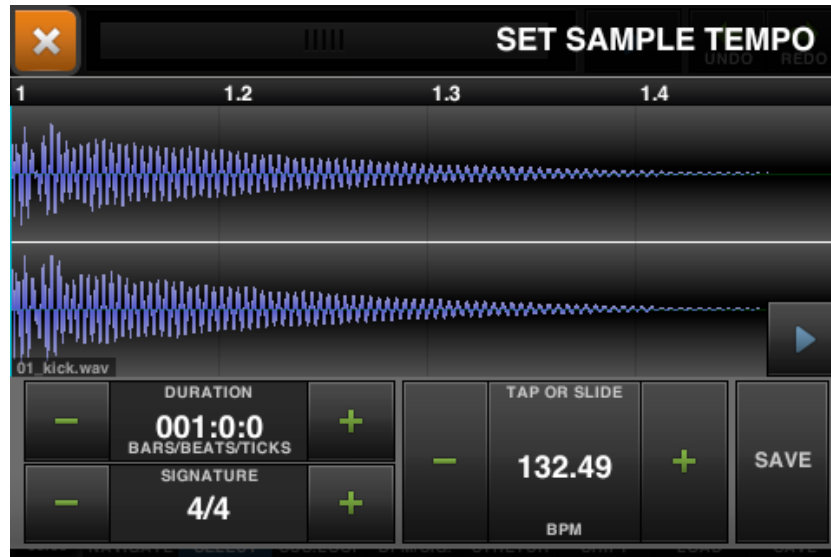 SET SAMPLE TEMPO
UNDO REDO
1 1.2 1.3 1.4
01_kick.wav
DURATION
001:0:0
BARS/BEATS/TICKS
SIGNATURE
4/4
TAP OR SLIDE
132.49
BPM
SAVE